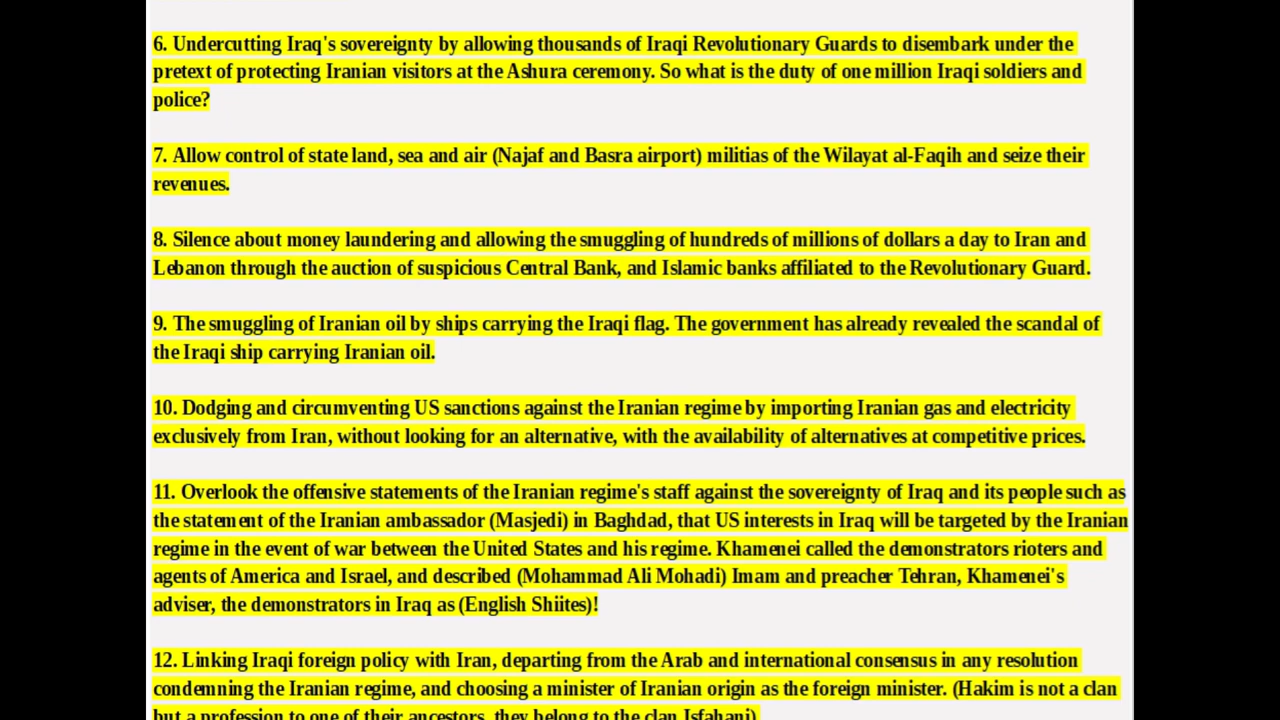 6. Undercutting Iraq's sovereignty by allowing thousands of Iraqi Revolutionary Guards to disembark under the
pretext of protecting Iranian visitors at the Ashura ceremony. So what is the duty of one million Iraqi soldiers and
police?
7. Allow control of state land, sea and air (Najaf and Basra airport) militias of the Wilayat al-Faqih and seize their
revenues.
8. Silence about money laundering and allowing the smuggling of hundreds of millions of dollars a day to Iran and
Lebanon through the auction of suspicious Central Bank, and Islamic banks affiliated to the Revolutionary Guard.
9. The smuggling of Iranian oil by ships carrying the Iraqi flag. The government has already revealed the scandal of
the Iraqi ship carrying Iranian oil.
10. Dodging and circumventing US sanctions against the Iranian regime by importing Iranian gas and electricity
exclusively from Iran, without looking for an alternative, with the availability of alternatives at competitive prices.
11. Overlook the offensive statements of the Iranian regime's staff against the sovereignty of Iraq and its people such as
the statement of the Iranian ambassador (Masjedi) in Baghdad, that US interests in Iraq will be targeted by the Iranian
regime in the event of war between the United States and his regime. Khamenei called the demonstrators rioters and
agents of America and Israel, and described (Mohammad Ali Mohadi) Imam and preacher Tehran, Khamenei's
adviser, the demonstrators in Iraq as (English Shiites)!
12. Linking Iraqi foreign policy with Iran, departing from the Arab and international consensus in any resolution
condemning the Iranian regime, and choosing a minister of Iranian origin as the foreign minister. (Hakim is not a clan
but a profession to one of their ancestors, they belong to the clan Isfahani)